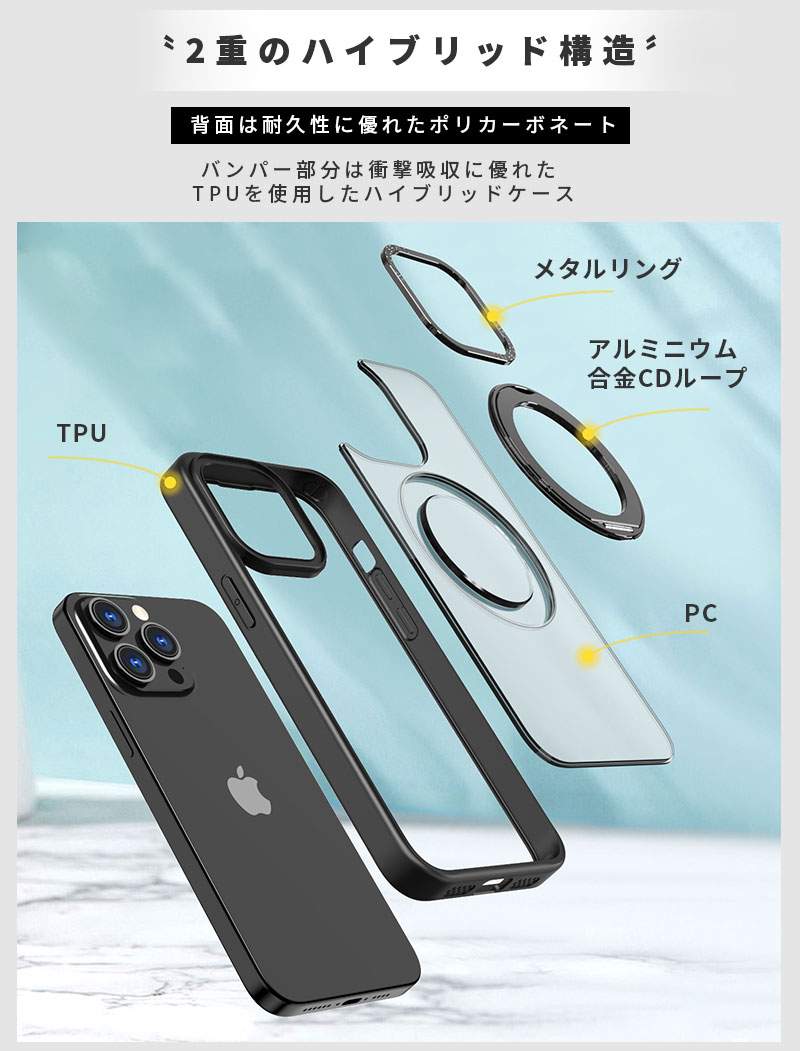 〝2重のハイブリッド構造〞
背面は耐久性に優れたポリカーボネート
バンパー部分は衝撃吸収に優れた
TPUを使用したハイブリッドケース
メタルリング
アルミニウム
合金CDループ
TPU
PC